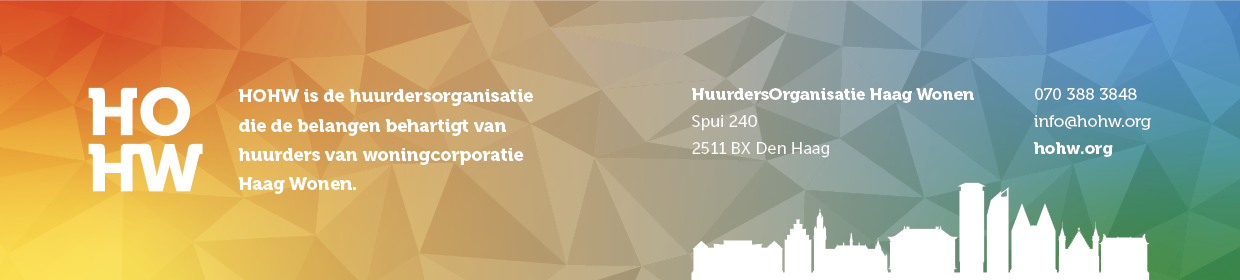 HO
HW
HOHW is de huurdersorganisatie
die de belangen behartigt van
huurders van woningcorporatie
Haag Wonen.
HuurdersOrganisatie Haag Wonen
Spui 240
2511 BX Den Haag
070 388 3848
info@hohw.org
hohw.org